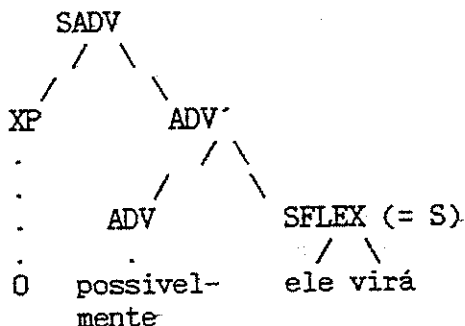 SADV
XP ADV´
ADV SFLEX (= S)
O possivel- ele virá
mente